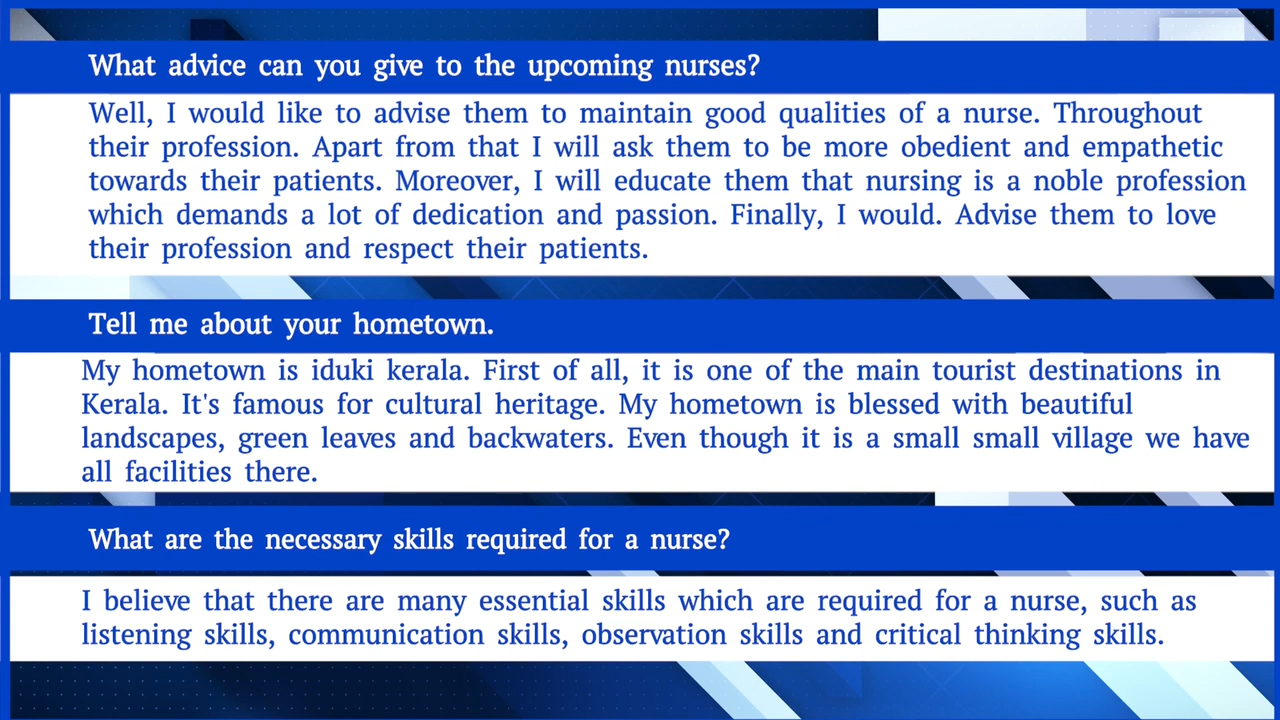 What advice can you give to the upcoming nurses?
Well, I would like to advise them to maintain good qualities of a nurse. Throughout
their profession. Apart from that I will ask them to be more obedient and empathetic
towards their patients. Moreover, I will educate them that nursing is a noble profession
which demands a lot of dedication and passion. Finally, I would. Advise them to love
their profession and respect their patients.
Tell me about your hometown.
My hometown is iduki kerala. First of all, it is one of the main tourist destinations in
Kerala. It's famous for cultural heritage. My hometown is blessed with beautiful
landscapes, green leaves and backwaters. Even though it is a small small village we have
all facilities there.
What are the necessary skills required for a nurse?
I believe that there are many essential skills which are required for a nurse, such as
listening skills, communication skills, observation skills and critical thinking skills.